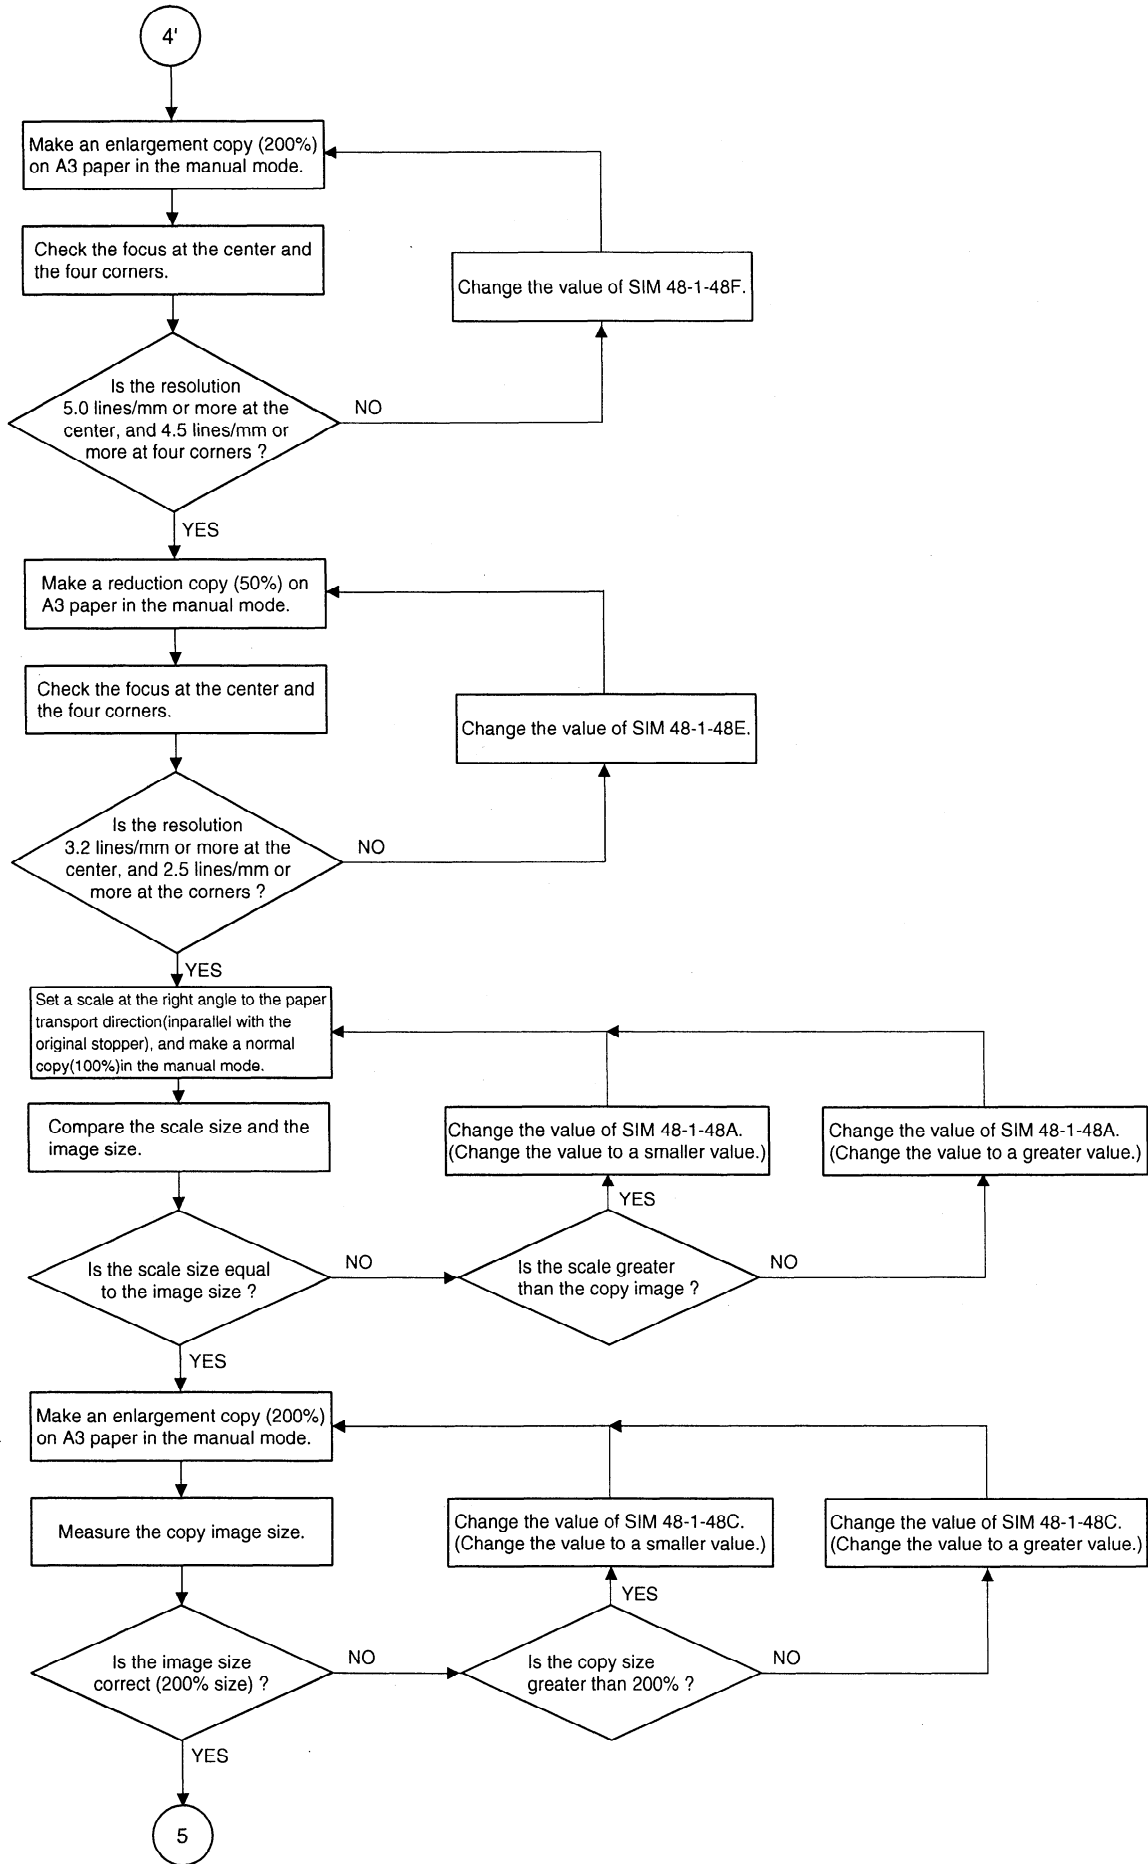 4'
Make an enlargement copy (200%)
on A3 paper in the manual mode.
Check the focus at the center and
the four corners.
Change the value of SIM 48-1-48F.
Is the resolution
5.0 lines/mm or more at the
center, and 4.5 lines/mm or
more at four corners ?
NO
YES
Make a reduction copy (50%) on
A3 paper in the manual mode.
Check the focus at the center and
the four corners.
Change the value of SIM 48-1-48E.
Is the resolution
3.2 lines/mm or more at the
center, and 2.5 lines/mm or
more at the corners ?
NO
YES
Set a scale at the right angle to the paper
transport direction(inparallel with the
original stopper), and make a normal
copy(100%)in the manual mode.
Compare the scale size and the
image size.
Change the value of SIM 48-1-48A.
(Change the value to a smaller value.)
Change the value of SIM 48-1-48A.
(Change the value to a greater value.)
YES
Is the scale size equal
to the image size ?
NO
Is the scale greater
than the copy image ?
NO
YES
Make an enlargement copy (200%)
on A3 paper in the manual mode.
Measure the copy image size.
Change the value of SIM 48-1-48C.
(Change the value to a smaller value.)
Change the value of SIM 48-1-48C.
(Change the value to a greater value.)
YES
Is the image size
correct (200% size) ?
NO
Is the copy size
greater than 200% ?
NO
YES
5